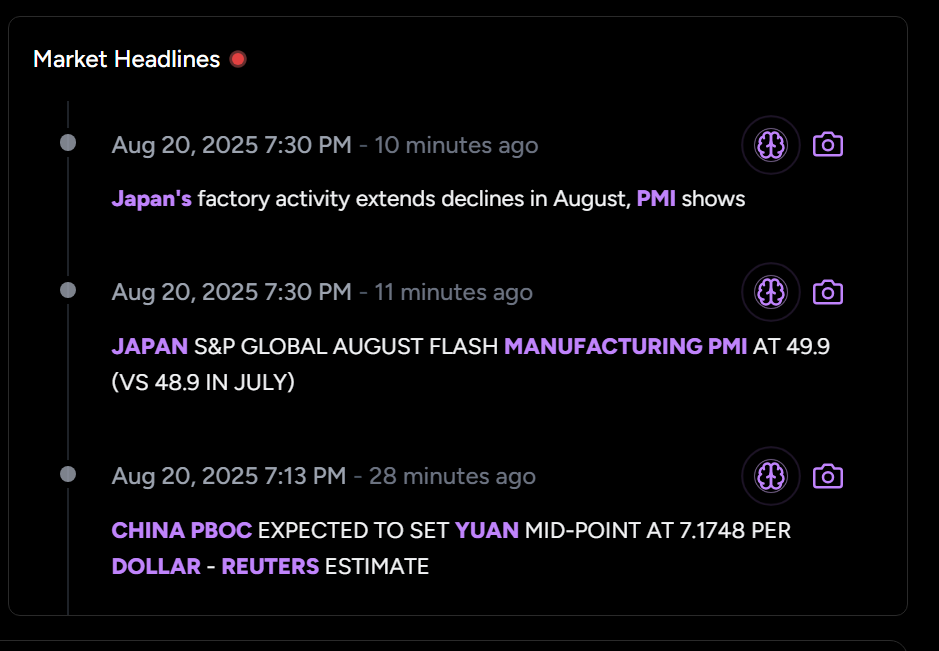 Market Headlines
Aug 20, 2025 7:30 PM - 10 minutes ago
Japan's factory activity extends declines in August, PMI shows
Aug 20, 2025 7:30 PM - 11 minutes ago
JAPAN S&P GLOBAL AUGUST FLASH MANUFACTURING PMI AT 49.9
(VS 48.9 IN JULY)
Aug 20, 2025 7:13 PM - 28 minutes ago
CHINA PBOC EXPECTED TO SET YUAN MID-POINT AT 7.1748 PER
DOLLAR - REUTERS ESTIMATE